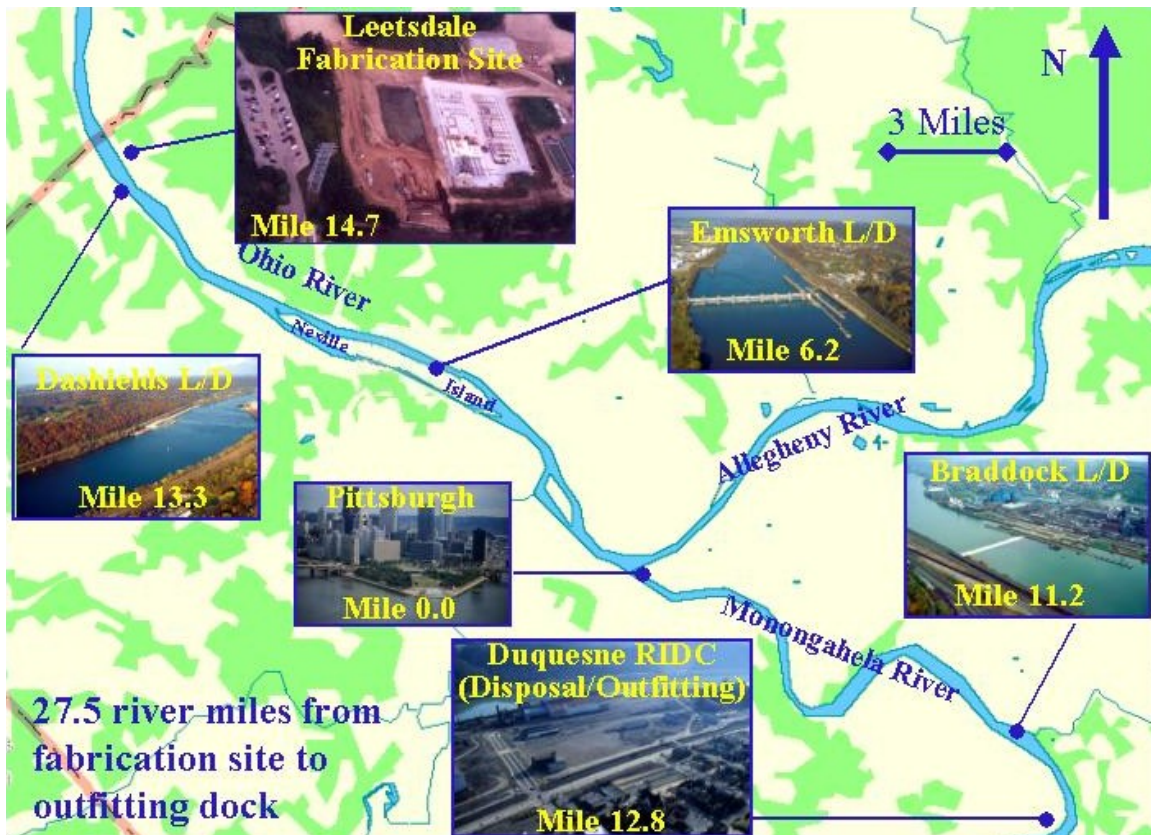 Leetsdale
Fabrication Site
Mile 14.7
N
3 Miles
Ohio River
Emsworth L/D
Mile 6.2
Neville
Island
Dashields L/D
Mile 13.3
Allegheny River
Braddock L/D
Mile 11.2
Pittsburgh
Mile 0.0
Monongahela River
Duquesne RIDC
(Disposal/Outfitting)
Mile 12.8
27.5 river miles from
fabrication site to
outfitting dock